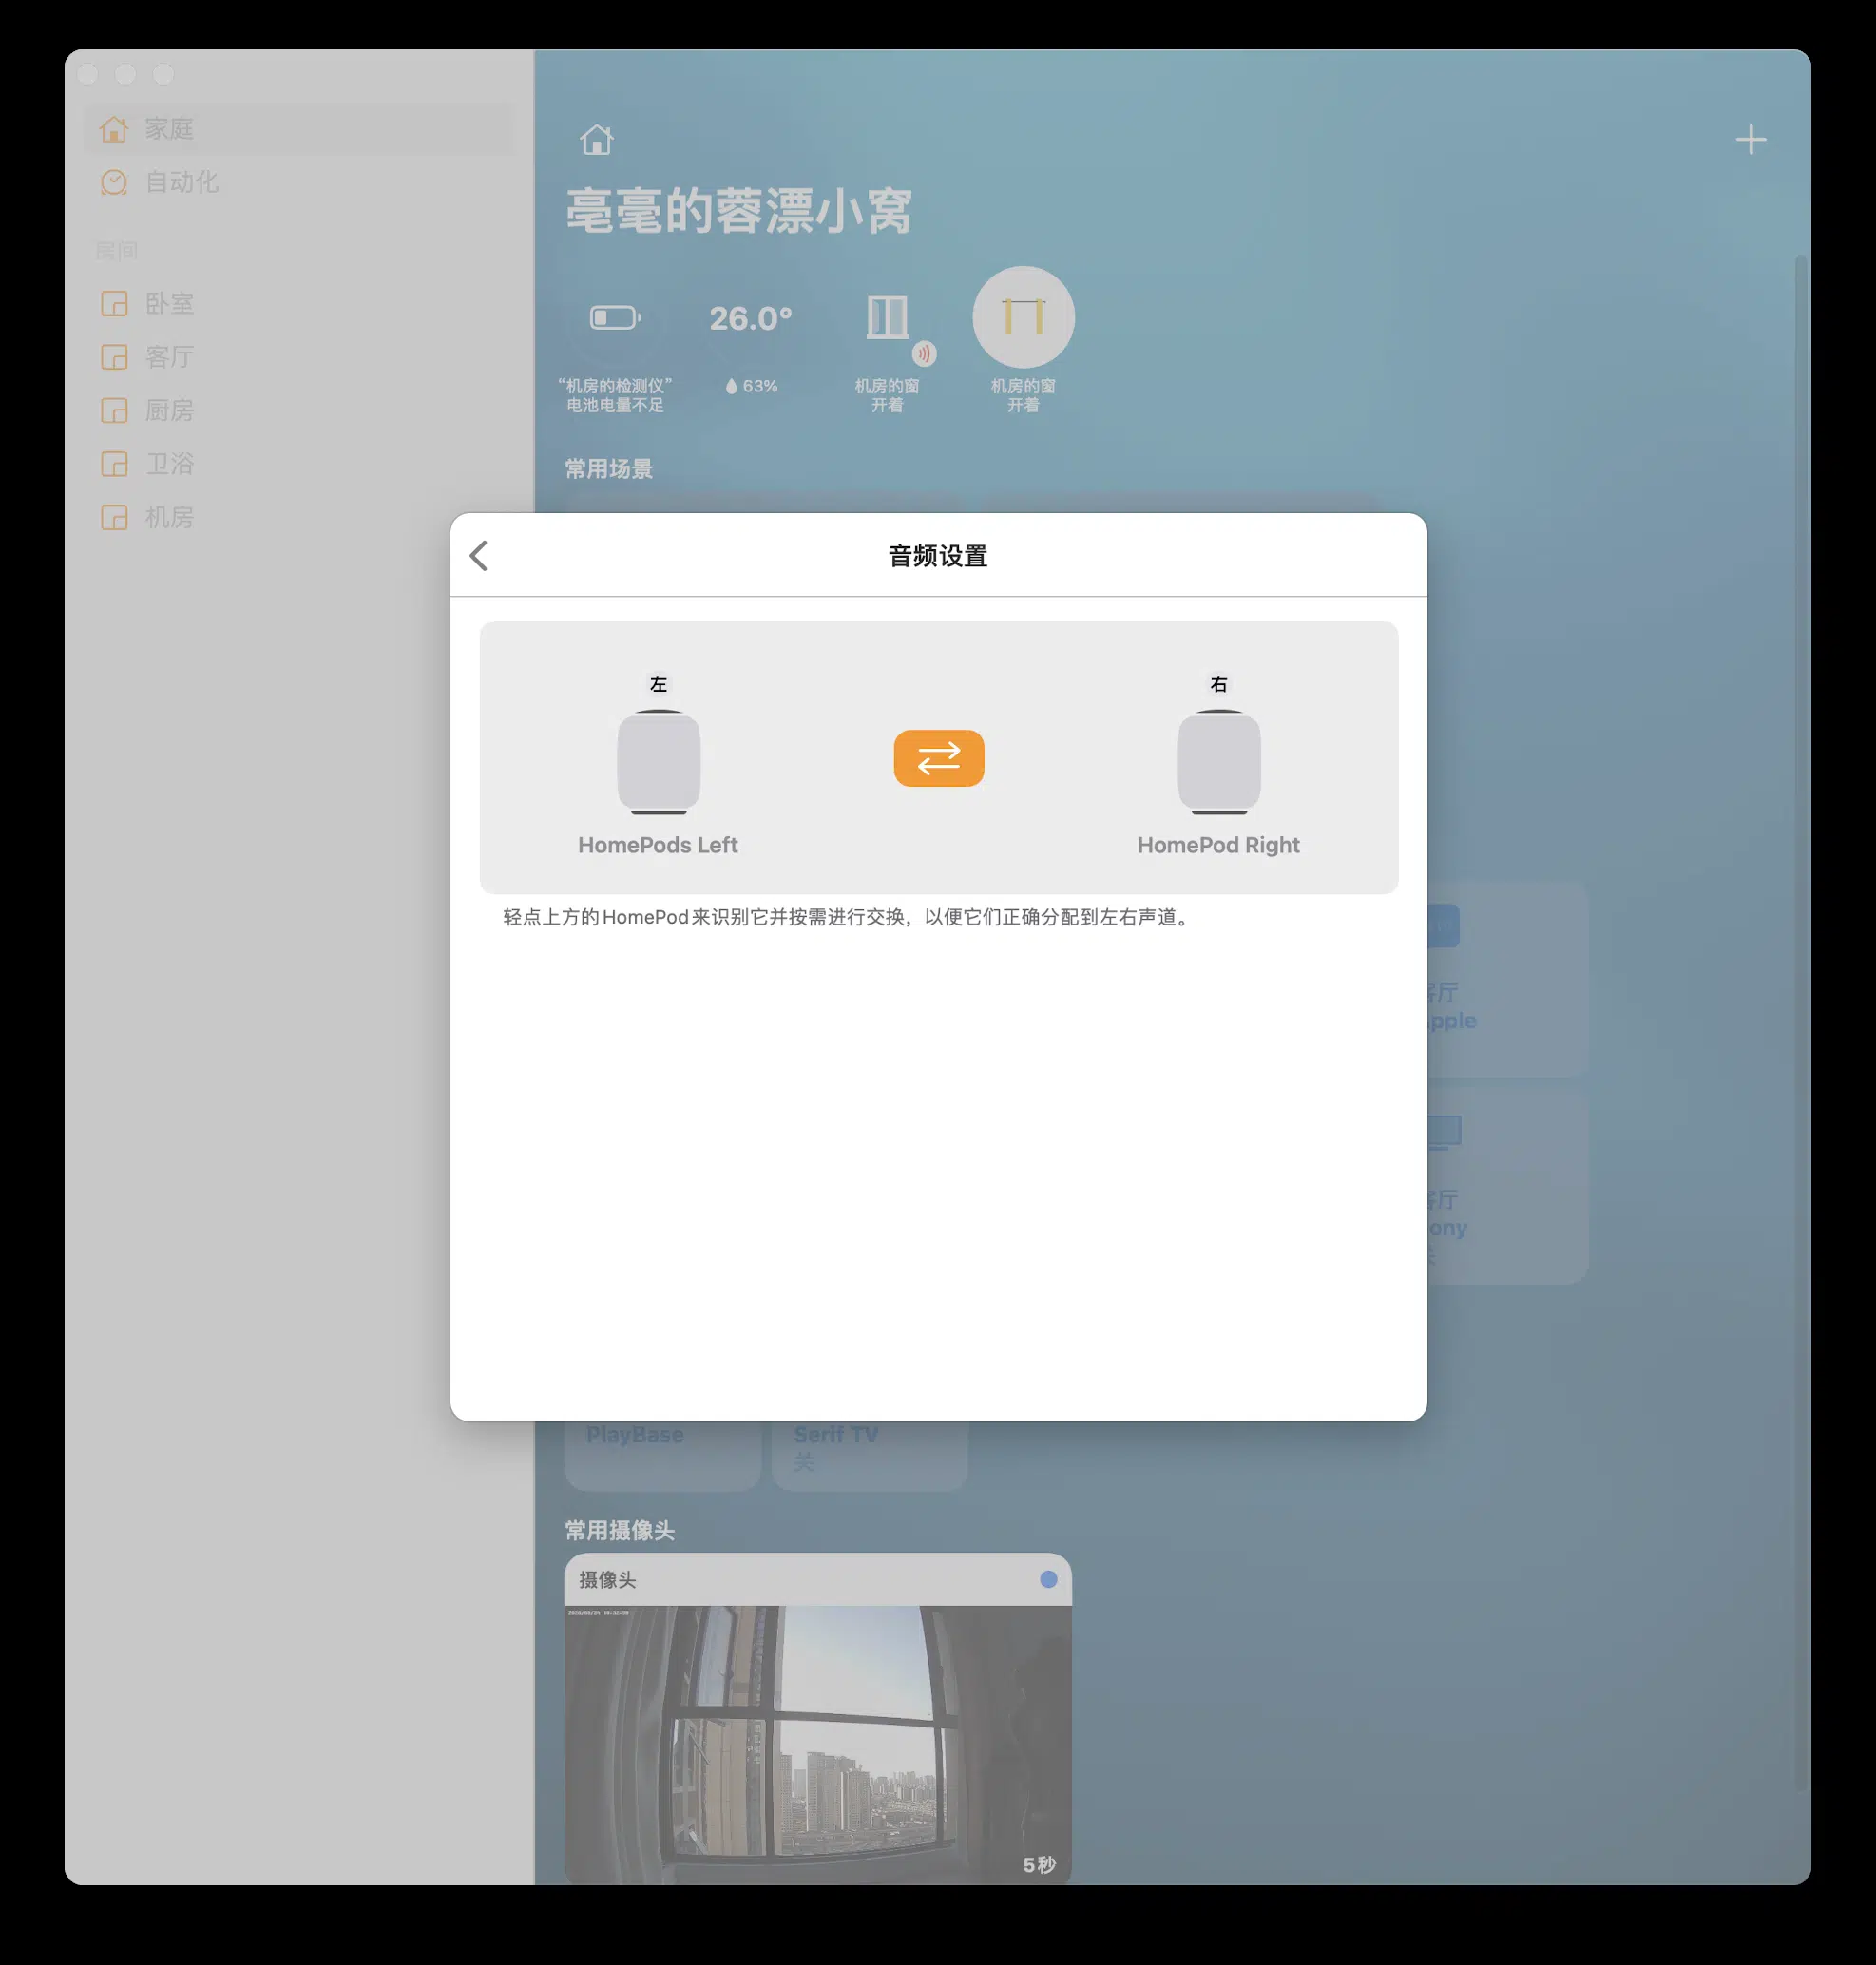 家庭
自动化
房间
卧室
客厅
厨房
卫浴
机房
亳毫的蓉漂小窝
“机房的检测仪”
电池电量不足
26.0°
63%
机房的窗
开着
机房的窗
开着
常用场景
音频设置
左
右
HomePods Left
HomePod Right
轻点上方的HomePod来识别它并按需进行交换，以便它们正确分配到左右声道。
客厅
Apple
客厅
ony
关
PlayBase
Serif TV
关
常用摄像头
摄像头
5秒